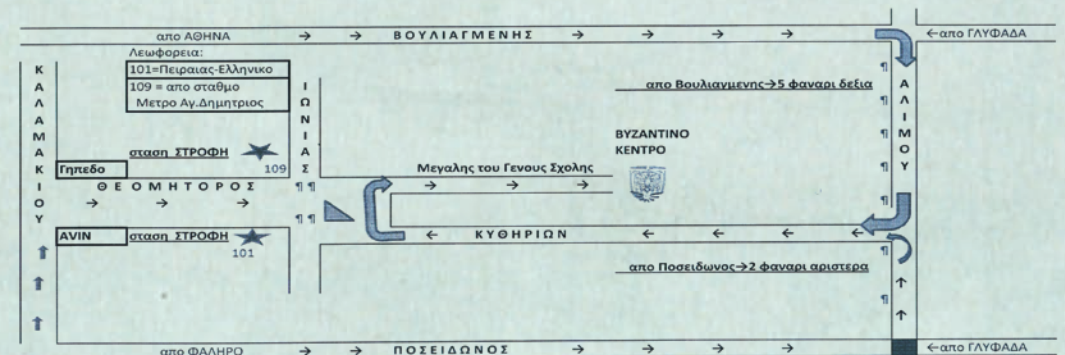 απο ΑΘΗΝΑ → → ΒΟΥΛΙΑΓΜΕΝΗΣ → → → → ←απο ΓΛΥΦΑΔΑ
Λεωφορεια:
101=Πειραιας-Ελληνικο
109 = απο σταθμο
Μετρο Αγ.Δημητριος
ΚΑΛΑΜΑΚΙΟΥ
ΙΩΝΙΑΣ
απο Βουλιαγμενης→5 φαναρι δεξια
ΑΛΙΜΟΥ
ΒΥΖΑΝΤΙΝΟ
ΚΕΝΤΡΟ
σταση ΣΤΡΟΦΗ
Γηπεδο
109
Μεγαλης του Γενους Σχολης
→ → →
ΘΕΟΜΗΤΟΡΟΣ
→ → →
AVIN
σταση ΣΤΡΟΦΗ
101
← ΚΥΘΗΡΙΩΝ ← ← ← ←
απο Ποσειδωνος→2 φαναρι αριστερα
απο ΦΑΛΗΡΟ → → ΠΟΣΕΙΔΩΝΟΣ → → → → ←απο ΓΛΥΦΑΔΑ